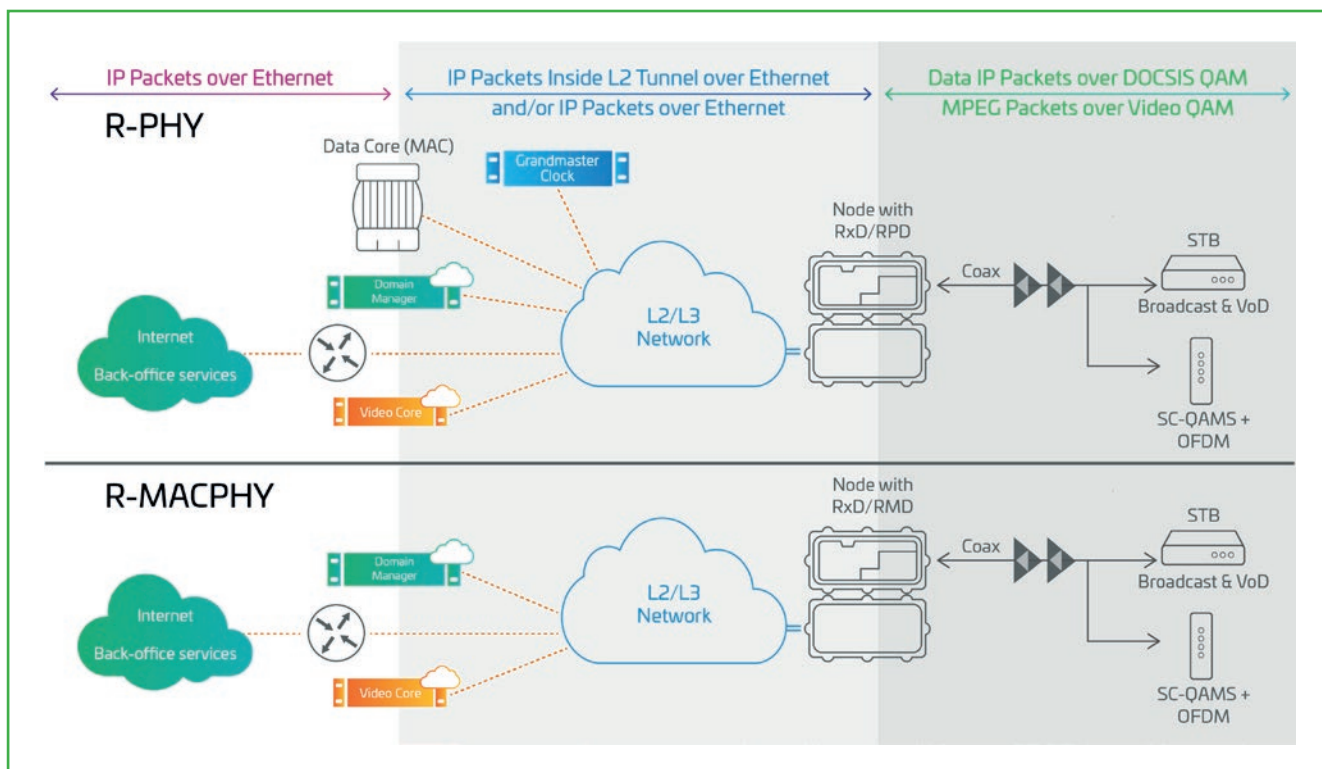 IP Packets over Ethernet
IP Packets Inside L2 Tunnel over Ethernet
and/or IP Packets over Ethernet
Data IP Packets over DOCSIS QAM
MPEG Packets over Video QAM
R-PHY
Data Core (MAC)
Grandmaster
Clock
Domain
Manager
Internet
Back-office services
Video Core
L2/L3
Network
Node with
RxD/RPD
Coax
STB
Broadcast & VoD
SC-QAMS +
OFDM
R-MACPHY
Domain
Manager
Internet
Back-office services
Video Core
L2/L3
Network
Node with
RxD/RMD
Coax
STB
Broadcast & VoD
SC-QAMS +
OFDM